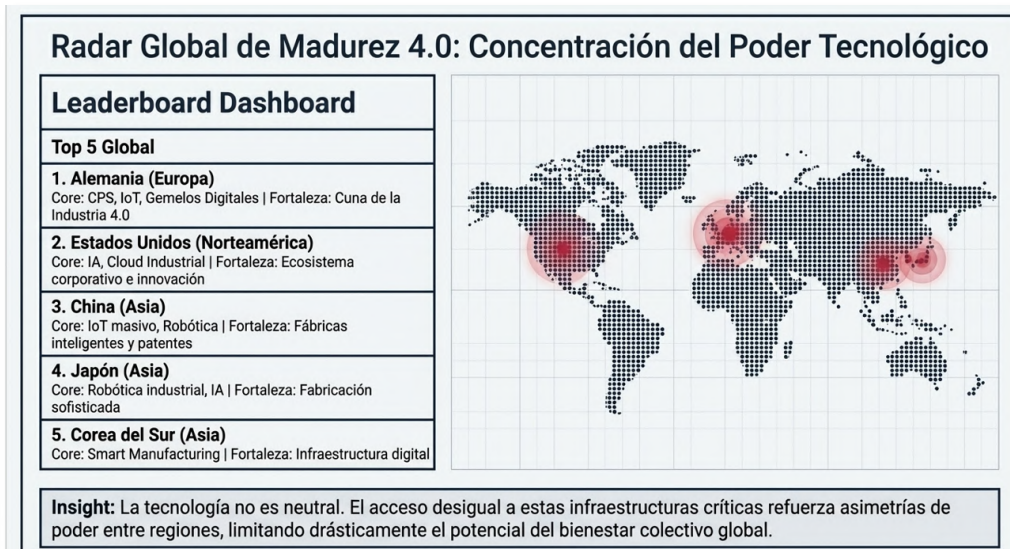 Radar Global de Madurez 4.0: Concentración del Poder Tecnológico
Leaderboard Dashboard
Top 5 Global
1. Alemania (Europa)
Core: CPS, IoT, Gemelos Digitales | Fortaleza: Cuna de la
Industria 4.0
2. Estados Unidos (Norteamérica)
Core: IA, Cloud Industrial | Fortaleza: Ecosistema
corporativo e innovación
3. China (Asia)
Core: IoT masivo, Robótica | Fortaleza: Fábricas
inteligentes y patentes
4. Japón (Asia)
Core: Robótica industrial, IA | Fortaleza: Fabricación
sofisticada
5. Corea del Sur (Asia)
Core: Smart Manufacturing | Fortaleza: Infraestructura digital
Insight: La tecnología no es neutral. El acceso desigual a estas infraestructuras críticas refuerza asimetrías de
poder entre regiones, limitando drásticamente el potencial del bienestar colectivo global.